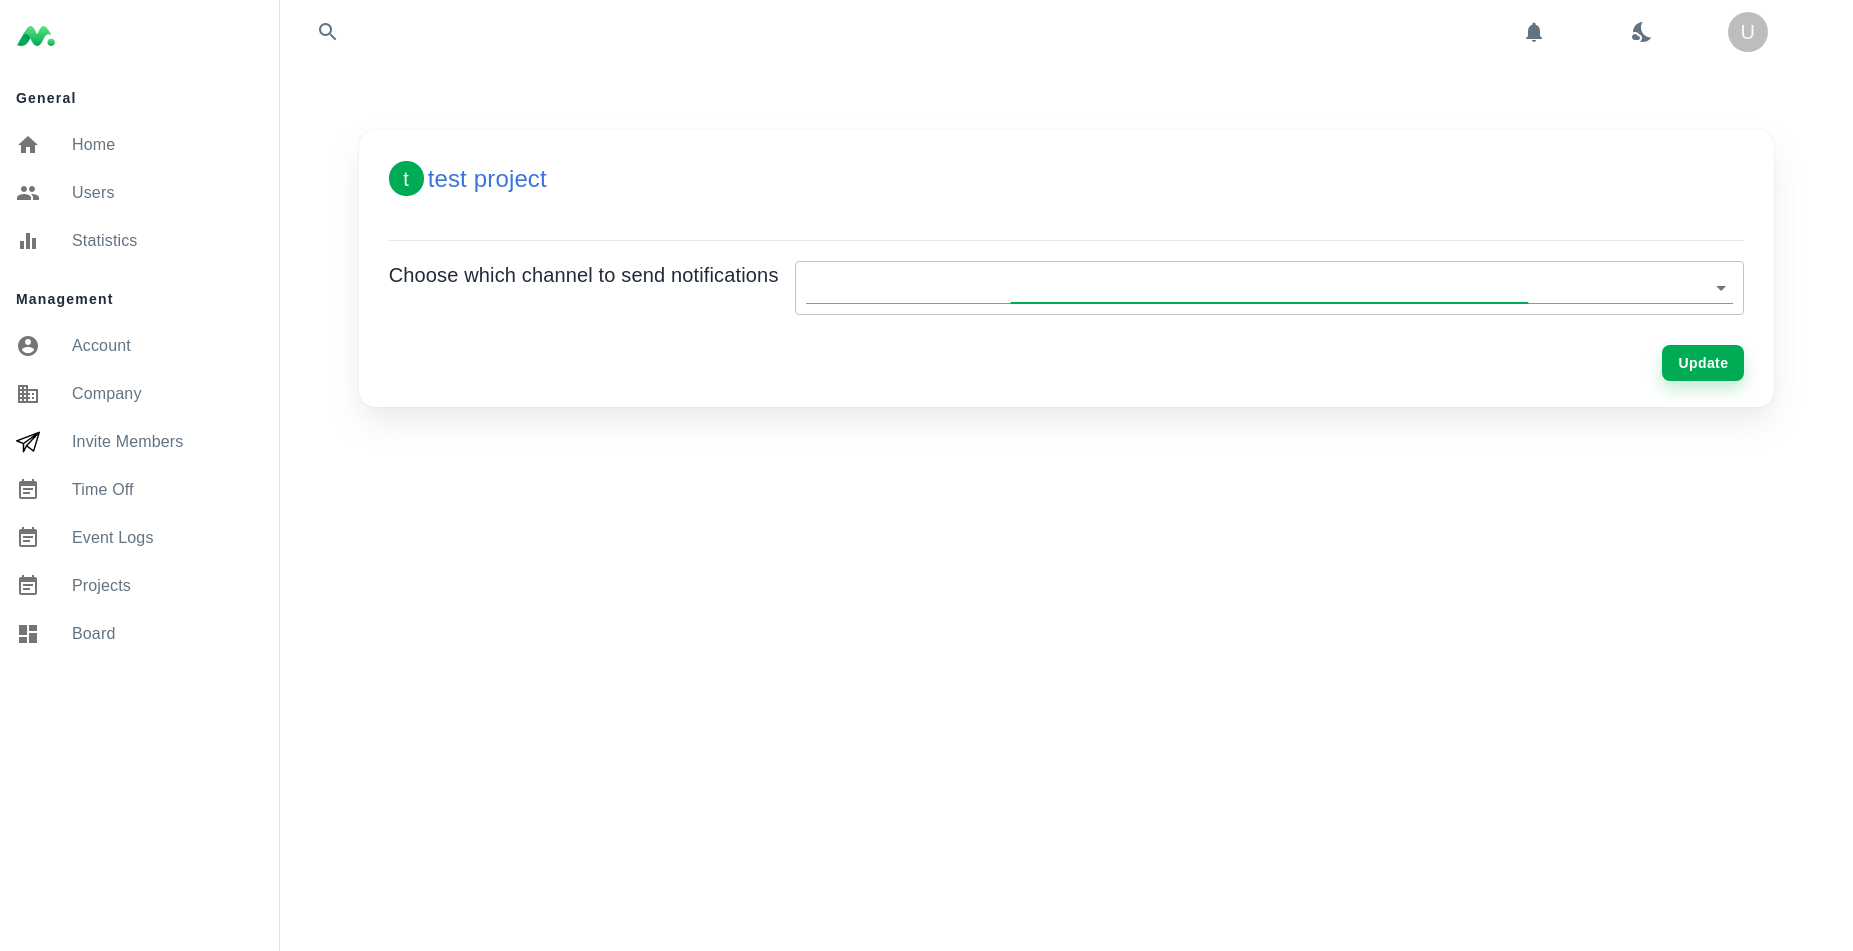 General
Home
Users
Statistics
Management
Account
Company
Invite Members
Time Off
Event Logs
Projects
Board
U
t test project
Choose which channel to send notifications
Update